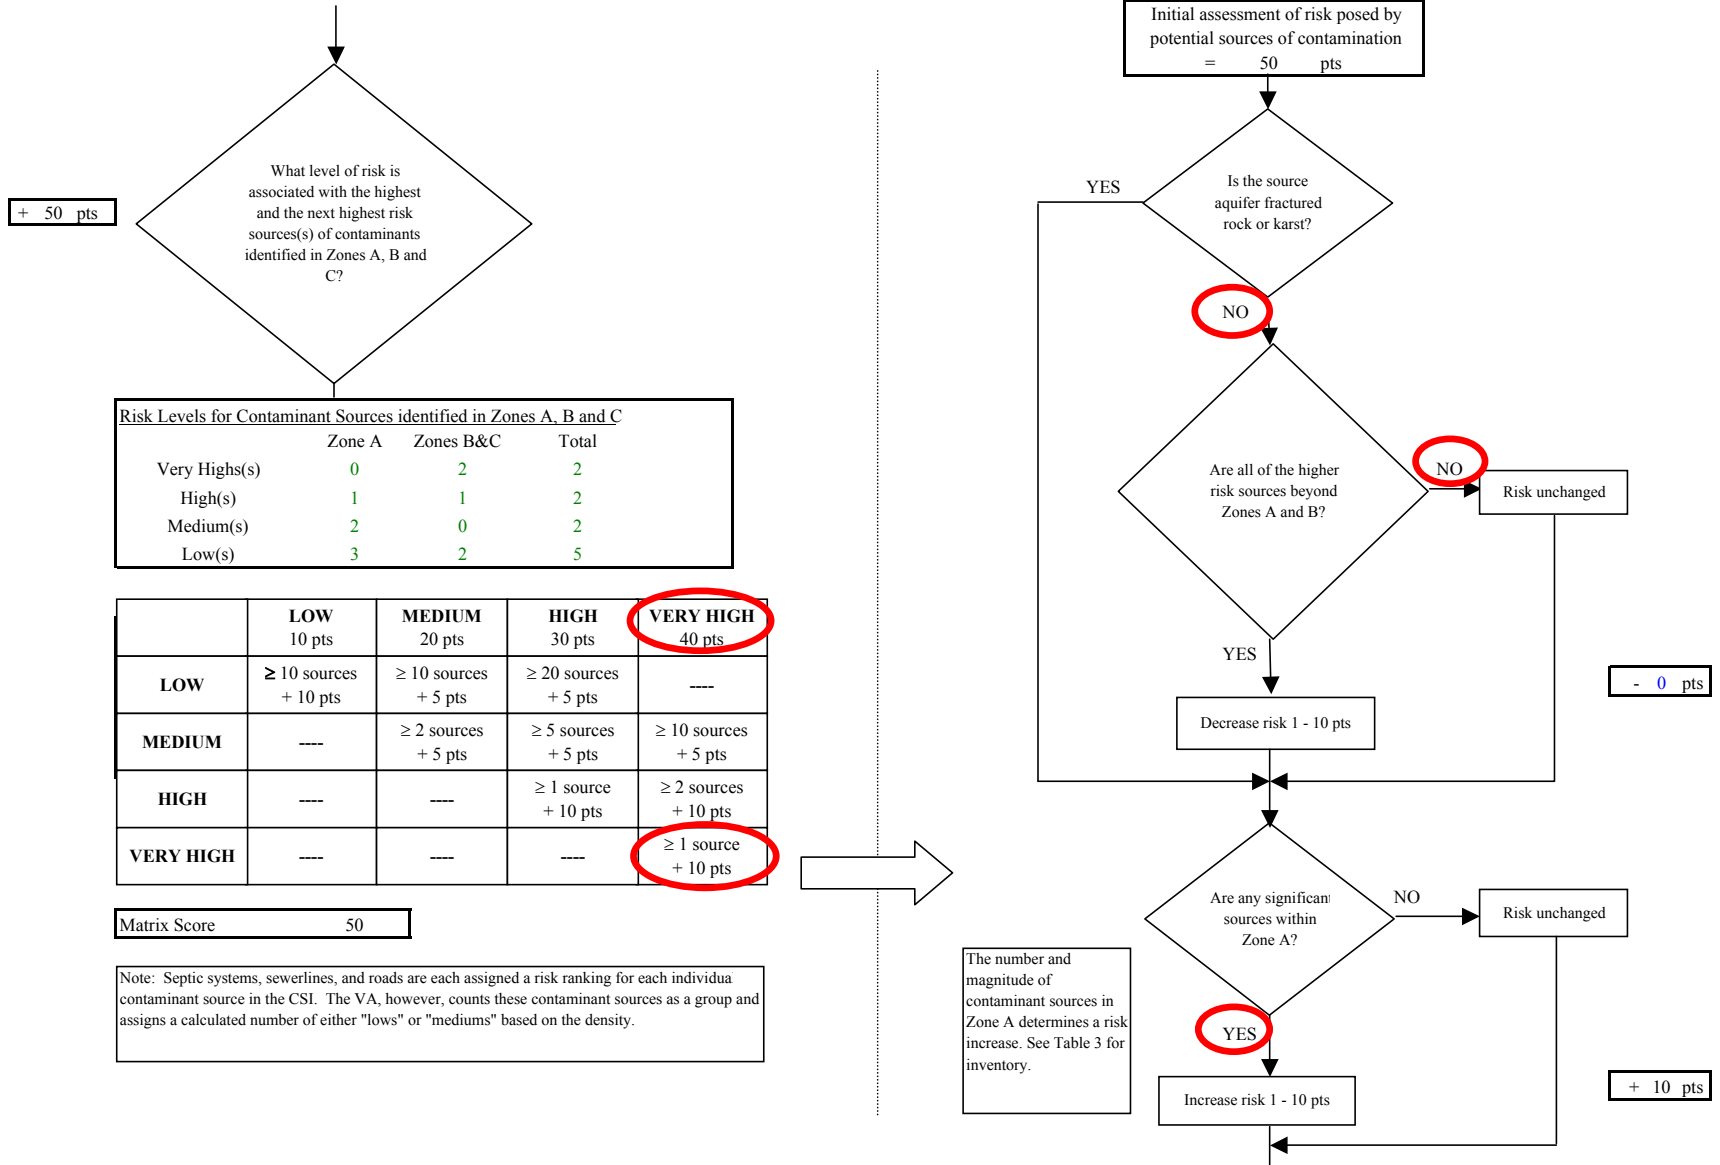 What level of risk is
associated with the highest
and the next highest risk
sources(s) of contaminants
identified in Zones A, B and
C?
+ 50 pts
Risk Levels for Contaminant Sources identified in Zones A, B and C
Zone A Zones B&C Total
Very Highs(s) 0 2 2
High(s) 1 1 2
Medium(s) 2 0 2
Low(s) 3 2 5
LOW MEDIUM HIGH VERY HIGH
10 pts 20 pts 30 pts 40 pts
LOW ≥ 10 sources ≥ 10 sources ≥ 20 sources ----
+ 10 pts + 5 pts + 5 pts
MEDIUM ---- ≥ 2 sources ≥ 5 sources ≥ 10 sources
+ 5 pts + 5 pts + 5 pts
HIGH ---- ---- ≥ 1 source ≥ 2 sources
+ 10 pts + 10 pts
VERY HIGH ---- ---- ---- ≥ 1 source
+ 10 pts
Matrix Score 50
Note: Septic systems, sewerlines, and roads are each assigned a risk ranking for each individua
contaminant source in the CSI. The VA, however, counts these contaminant sources as a group and
assigns a calculated number of either "lows" or "mediums" based on the density.
Initial assessment of risk posed by
potential sources of contamination
= 50 pts
Is the source
aquifer fractured
rock or karst?
YES
NO
Are all of the higher
risk sources beyond
Zones A and B?
NO
Risk unchanged
YES
- 0 pts
Decrease risk 1 - 10 pts
Are any significant
sources within
Zone A?
NO
Risk unchanged
The number and
magnitude of
contaminant sources in
Zone A determines a risk
increase. See Table 3 for
inventory.
YES
+ 10 pts
Increase risk 1 - 10 pts